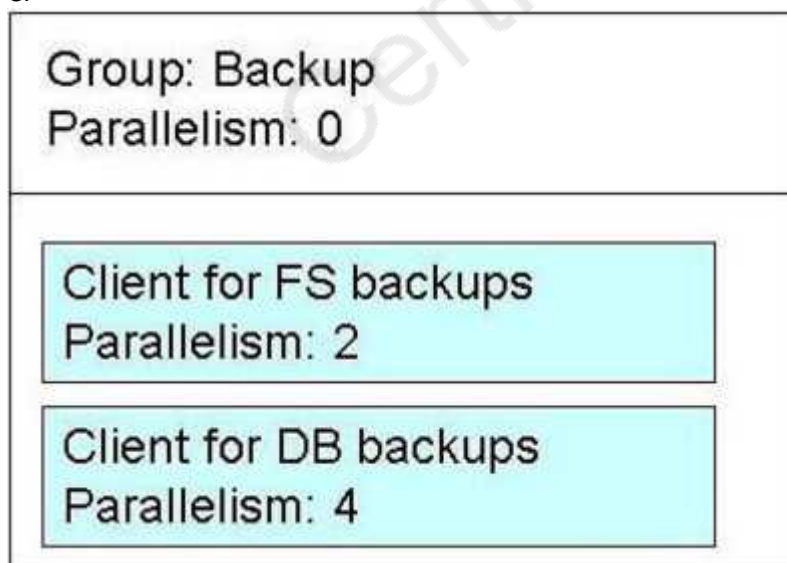 Group: Backup
Parallelism: 0
Client for FS backups
Parallelism: 2
Client for DB backups
Parallelism: 4